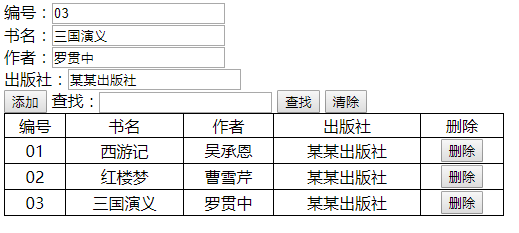 编号：03
书名：三国演义
作者：罗贯中
出版社：某某出版社
添加 查找： 查找 清除
编号 书名 作者 出版社 删除
01 西游记 吴承恩 某某出版社 删除
02 红楼梦 曹雪芹 某某出版社 删除
03 三国演义 罗贯中 某某出版社 删除